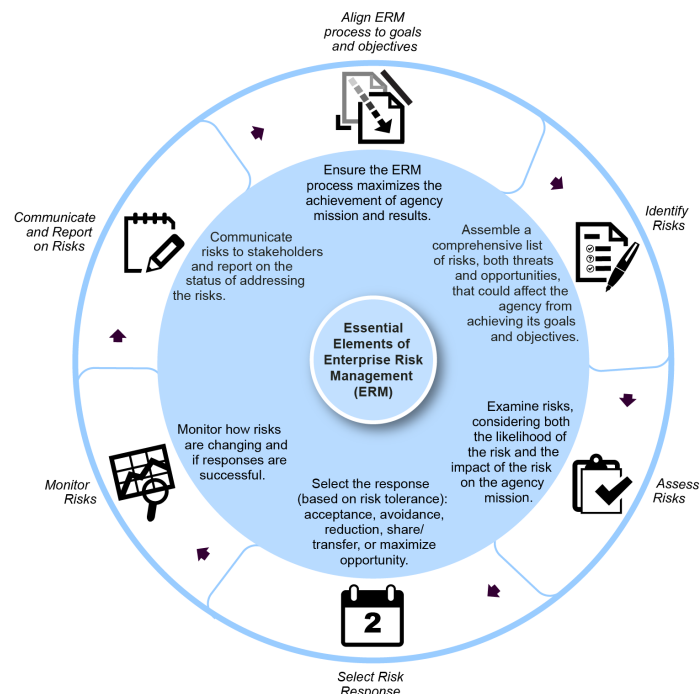 Align ERM
process to goals
and objectives
Ensure the ERM
process maximizes the
achievement of agency
mission and results.
Identify
Risks
Assemble a
comprehensive list
of risks, both threats
and opportunities,
that could affect the
agency from
achieving its goals
and objectives.
Assess
Risks
Examine risks,
considering both
the likelihood of
the risk and the
impact of the risk
on the agency
mission.
Select the response
(based on risk tolerance):
acceptance, avoidance,
reduction, share/
transfer, or maximize
opportunity.
2
Select Risk
Response
Monitor
Risks
Monitor how risks
are changing and
if responses are
successful.
Communicate
and Report
on Risks
Communicate
risks to stakeholders
and report on the
status of addressing
the risks.
Essential
Elements of
Enterprise Risk
Management
(ERM)